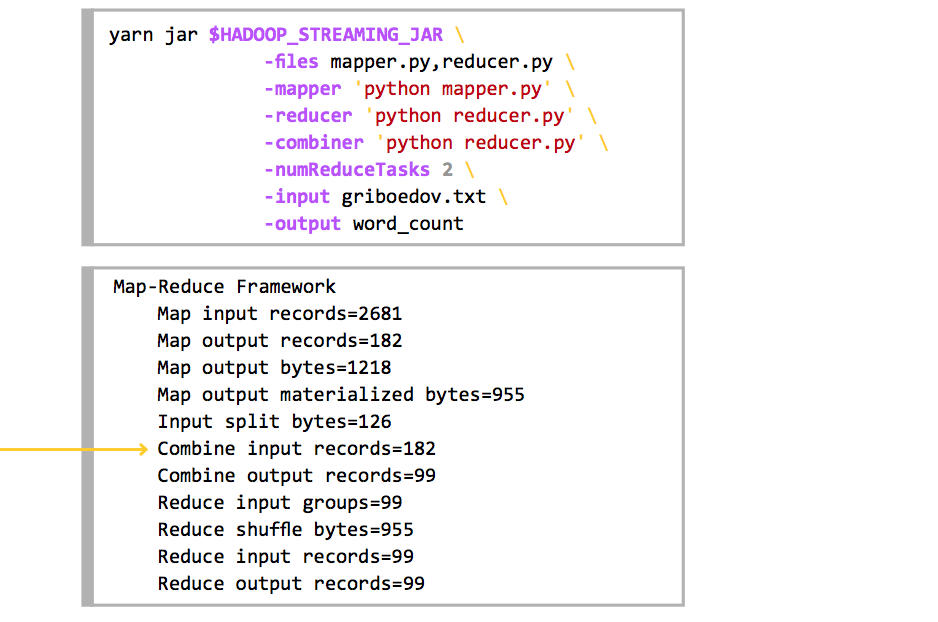 yarn jar $HADOOP_STREAMING_JAR \
-files mapper.py,reducer.py \
-mapper 'python mapper.py' \
-reducer 'python reducer.py' \
-combiner 'python reducer.py' \
-numReduceTasks 2 \
-input griboedov.txt \
-output word_count
Map-Reduce Framework
Map input records=2681
Map output records=182
Map output bytes=1218
Map output materialized bytes=955
Input split bytes=126
Combine input records=182
Combine output records=99
Reduce input groups=99
Reduce shuffle bytes=955
Reduce input records=99
Reduce output records=99